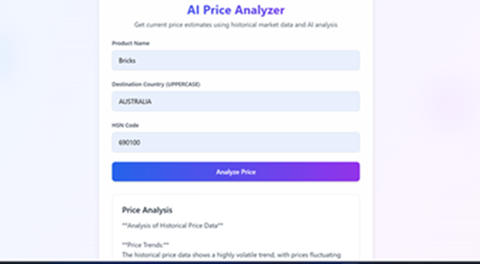 AI Price Analyzer
Get current price estimates using historical market data and AI analysis
Product Name
Bricks
Destination Country (UPPERCASE)
AUSTRALIA
HSN Code
690100
Analyze Price
Price Analysis
**Analysis of Historical Price Data**
**Price Trends:**
The historical price data shows a highly volatile trend, with prices fluctuating